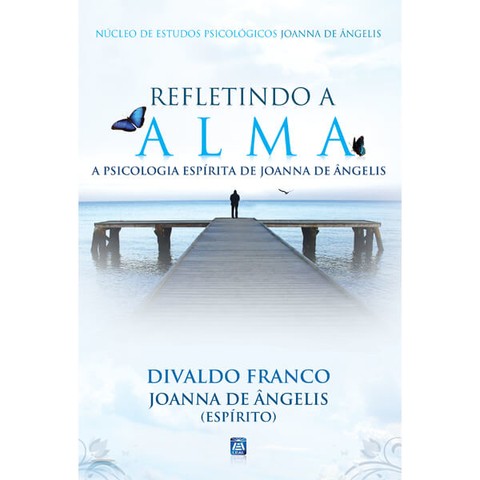 NÚCLEO DE ESTUDOS PSICOLÓGICOS JOANNA DE ÂNGELIS
REFLETINDO A
ALMA
A PSICOLOGIA ESPÍRITA DE JOANNA DE ÂNGELIS
DIVALDO FRANCO
JOANNA DE ÂNGELIS
(ESPÍRITO)
LEAL